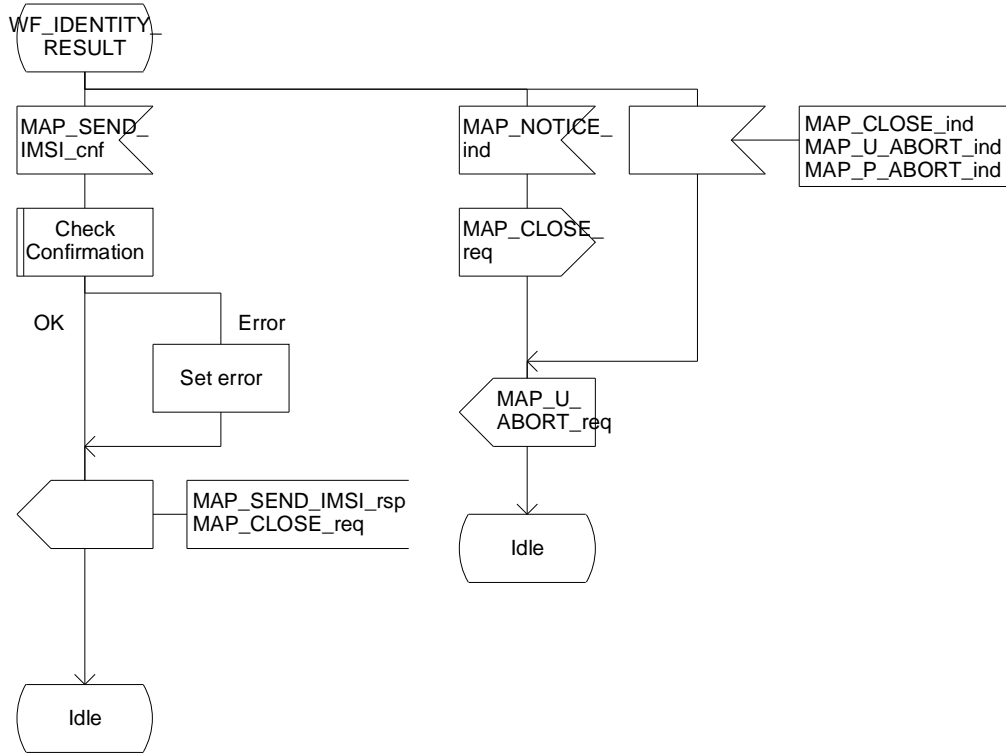 WF_IDENTITY_
RESULT
MAP_SEND_
IMSI_cnf
MAP_NOTICE_
ind
MAP_CLOSE_ind
MAP_U_ABORT_ind
MAP_P_ABORT_ind
Check
Confirmation
MAP_CLOSE_
req
OK
Error
Set error
MAP_U_
ABORT_req
MAP_SEND_IMSI_rsp
MAP_CLOSE_req
Idle
Idle